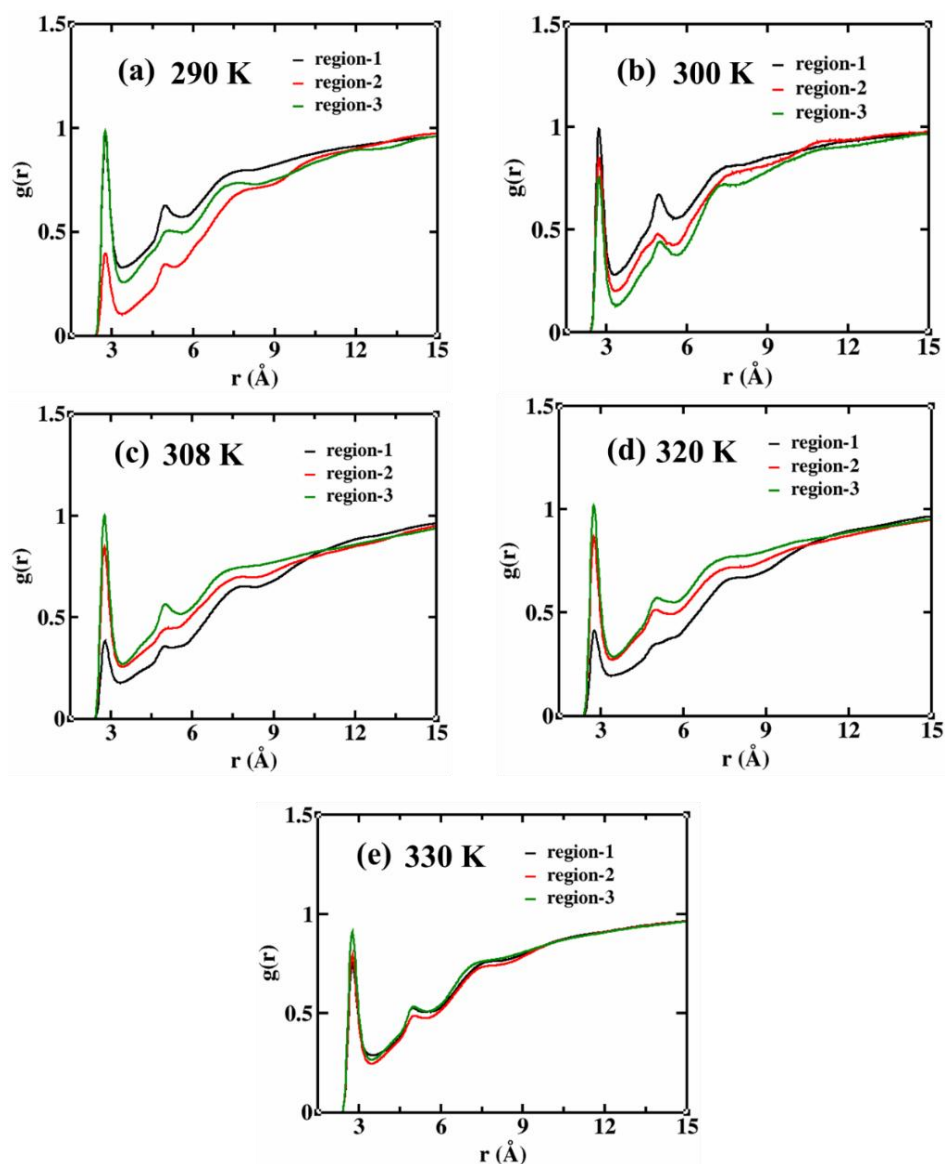 (a) 290 K
region-1
region-2
region-3
1.5
1
0.5
0
g(r)
3 6 9 12 15
r (Å)
(b) 300 K
region-1
region-2
region-3
1.5
1
0.5
0
g(r)
3 6 9 12 15
r (Å)
(c) 308 K
region-1
region-2
region-3
1.5
1
0.5
0
g(r)
3 6 9 12 15
r (Å)
(d) 320 K
region-1
region-2
region-3
1.5
1
0.5
0
g(r)
3 6 9 12 15
r (Å)
(e) 330 K
region-1
region-2
region-3
1.5
1
0.5
0
g(r)
3 6 9 12 15
r (Å)